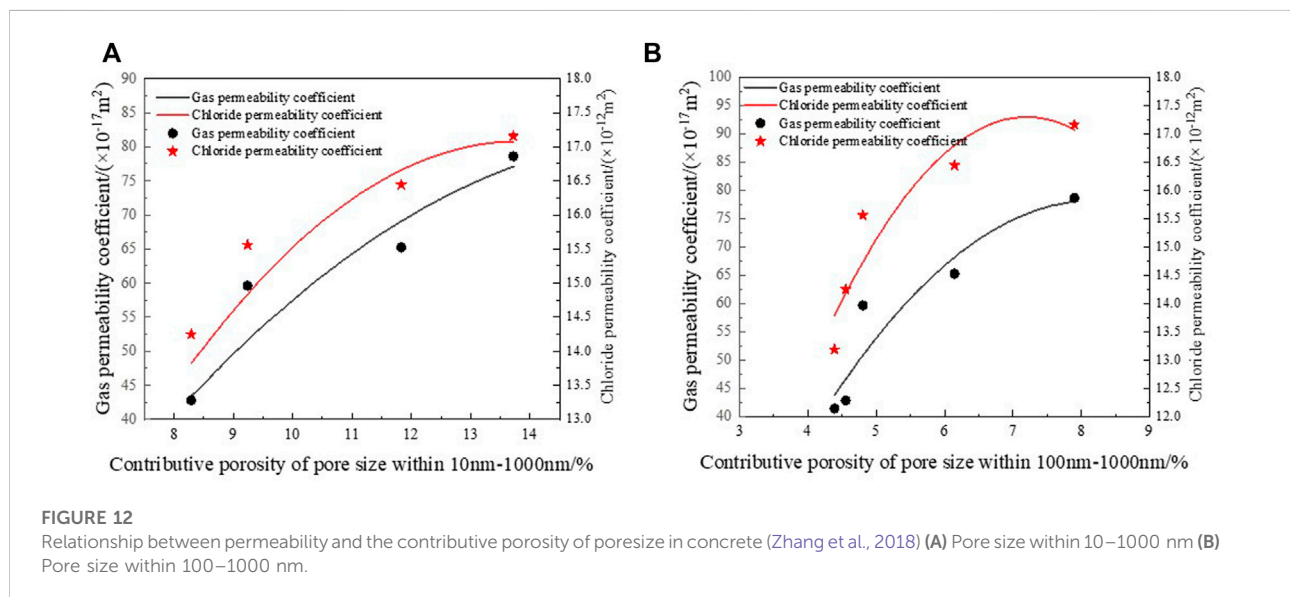 A
Gas permeability coefficient/(×10⁻¹⁷m²)
90
85
80
75
70
65
60
55
50
45
40
Gas permeability coefficient
Chloride permeability coefficient
Gas permeability coefficient
Chloride permeability coefficient
18.0
17.5
17.0
16.5
16.0
15.5
15.0
14.5
14.0
13.5
13.0
Chloride permeability coefficient/(×10⁻¹²m²)
8 9 10 11 12 13 14
Contributive porosity of pore size within 10nm-1000nm/%
B
Gas permeability coefficient/(×10⁻¹⁷m²)
100
95
90
85
80
75
70
65
60
55
50
45
40
Gas permeability coefficient
Chloride permeability coefficient
Gas permeability coefficient
Chloride permeability coefficient
18.0
17.5
17.0
16.5
16.0
15.5
15.0
14.5
14.0
13.5
13.0
12.5
12.0
Chloride permeability coefficient/(×10⁻¹²m²)
3 4 5 6 7 8 9
Contributive porosity of pore size within 100nm-1000nm/%
FIGURE 12
Relationship between permeability and the contributive porosity of poresize in concrete (Zhang et al., 2018) (A) Pore size within 10–1000 nm (B)
Pore size within 100–1000 nm.